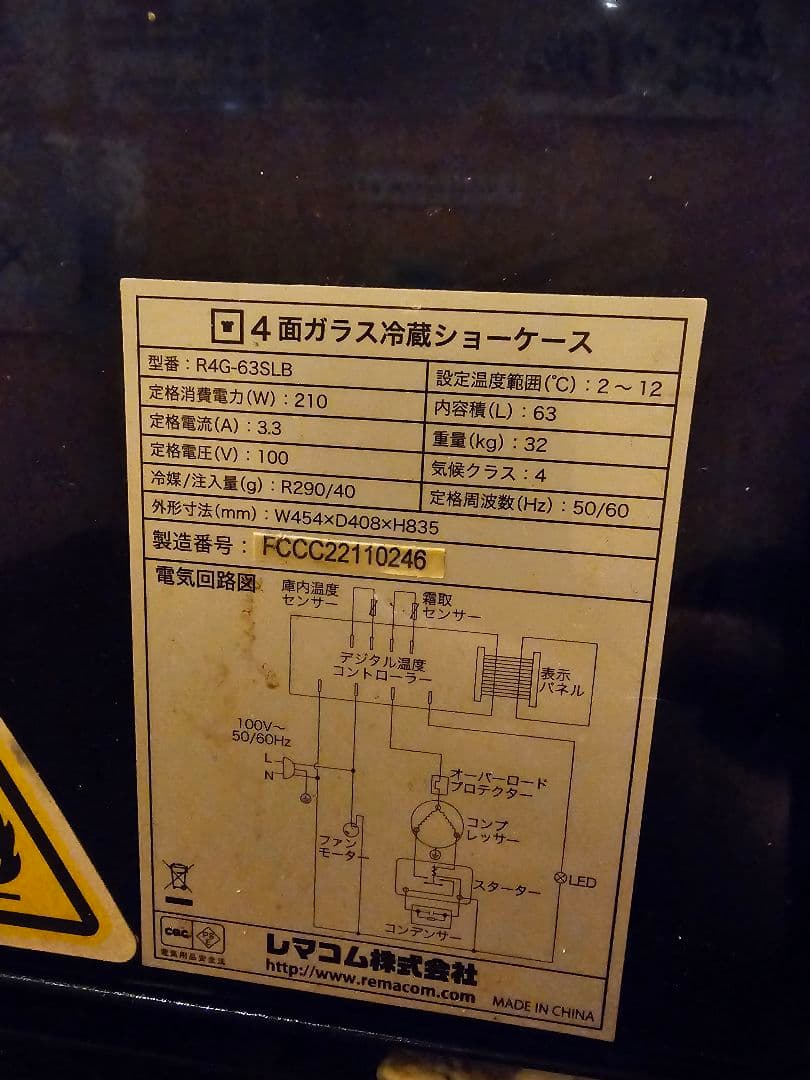 4面ガラス冷蔵ショーケース
型番：R4G-63SLB
定格消費電力(W)：210
定格電流(A)：3.3
定格電圧(V)：100
冷媒/注入量(g)：R290/40
設定温度範囲(℃)：2～12
内容積(L)：63
重量(kg)：32
気候クラス：4
定格周波数(Hz)：50/60
外形寸法(mm)：W454×D408×H835
製造番号：FCCC22110246
電気回路図
庫内温度
センサー
霜取
センサー
デジタル温度
コントローラー
表示
パネル
100V～
50/60Hz
L
N
オーバーロード
プロテクター
コンプ
レッサー
ファン
モーター
スターター
LED
コンデンサー
CQC
PS
E
電気用品安全法
レマコム株式会社
http://www.remacom.com
MADE IN CHINA